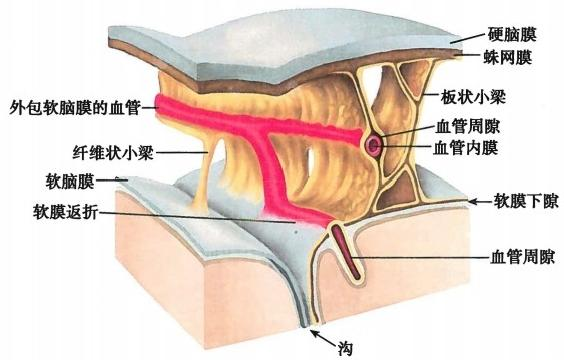 硬脑膜
蛛网膜
外包软脑膜的血管
板状小梁
血管周隙
血管内膜
纤维状小梁
软脑膜
软膜下隙
软膜返折
血管周隙
沟